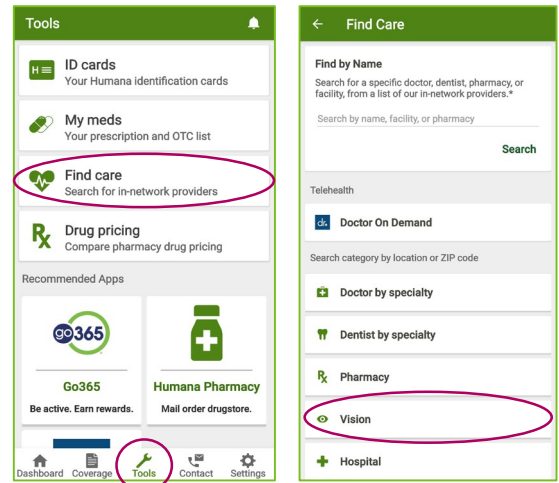 Tools
H
ID cards
Your Humana identification cards
My meds
Your prescription and OTC list
Find care
Search for in-network providers
Rx
Drug pricing
Compare pharmacy drug pricing
Recommended Apps
go365
Go365
Be active. Earn rewards.
Humana Pharmacy
Mail order drugstore.
Dashboard
Coverage
Tools
Contact
Settings
Find Care
Find by Name
Search for a specific doctor, dentist, pharmacy, or
facility, from a list of our in-network providers.*
Search by name, facility, or pharmacy
Search
Telehealth
dr.
Doctor On Demand
Search category by location or ZIP code
Doctor by specialty
Dentist by specialty
Rx
Pharmacy
Vision
Hospital